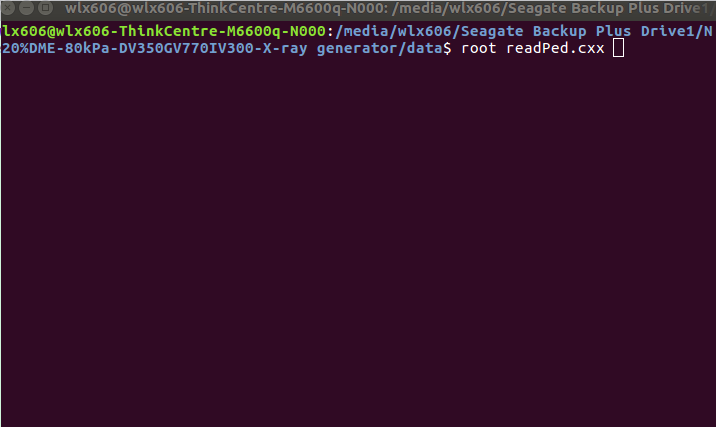 wlx606@wlx606-ThinkCentre-M6600q-N000: /media/wlx606/Seagate Backup Plus Drive1/
lx606@wlx606-ThinkCentre-M6600q-N000:/media/wlx606/Seagate Backup Plus Drive1/N
20%DME-80kPa-DV350GV770IV300-X-ray generator/data$ root readPed.cxx